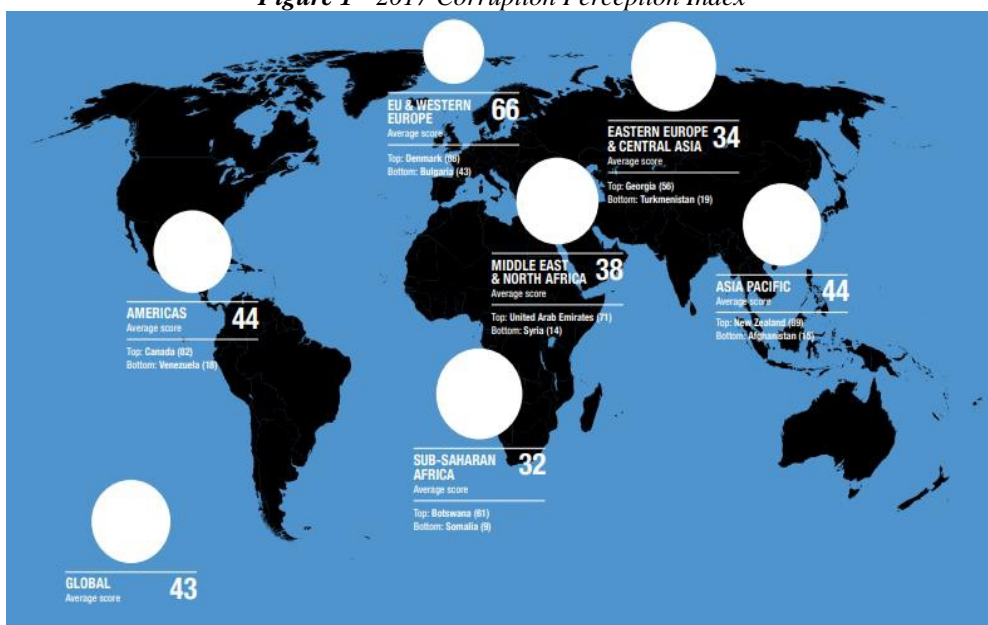 Figure 1 2017 Corruption Perception Index
EU & WESTERN
EUROPE
Average score
66
Top: Denmark (88)
Bottom: Bulgaria (43)
EASTERN EUROPE
& CENTRAL ASIA
Average score
34
Top: Georgia (56)
Bottom: Turkmenistan (19)
MIDDLE EAST
& NORTH AFRICA
Average score
38
Top: United Arab Emirates (71)
Bottom: Syria (14)
ASIA PACIFIC
Average score
44
Top: New Zealand (89)
Bottom: Afghanistan (15)
AMERICAS
Average score
44
Top: Canada (82)
Bottom: Venezuela (18)
SUB-SAHARAN
AFRICA
Average score
32
Top: Botswana (61)
Bottom: Somalia (9)
GLOBAL
Average score
43